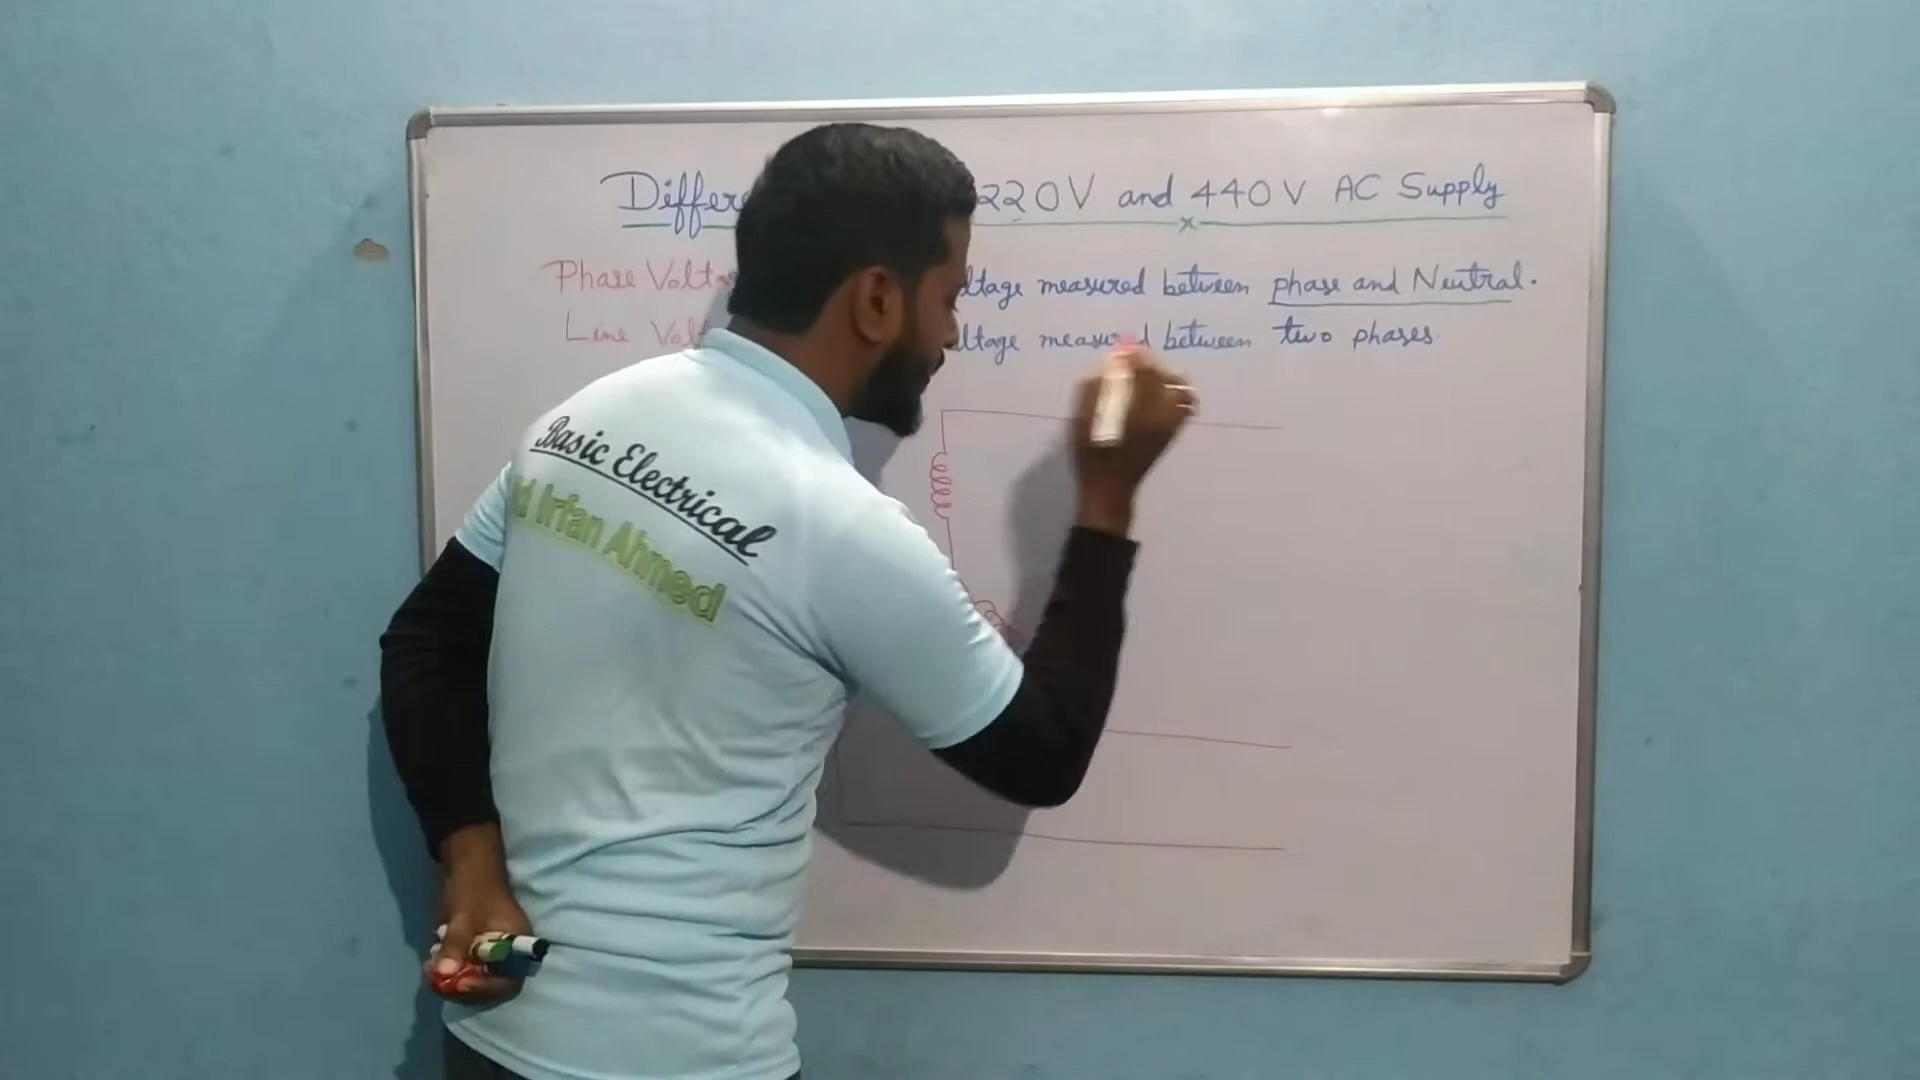 Differe 220V and 440V AC Supply
x
Phase Volta ltage measured between phase and Neutral.
Line Volt ltage measured between two phases.
Basic Electrical
d Irfan Ahmed